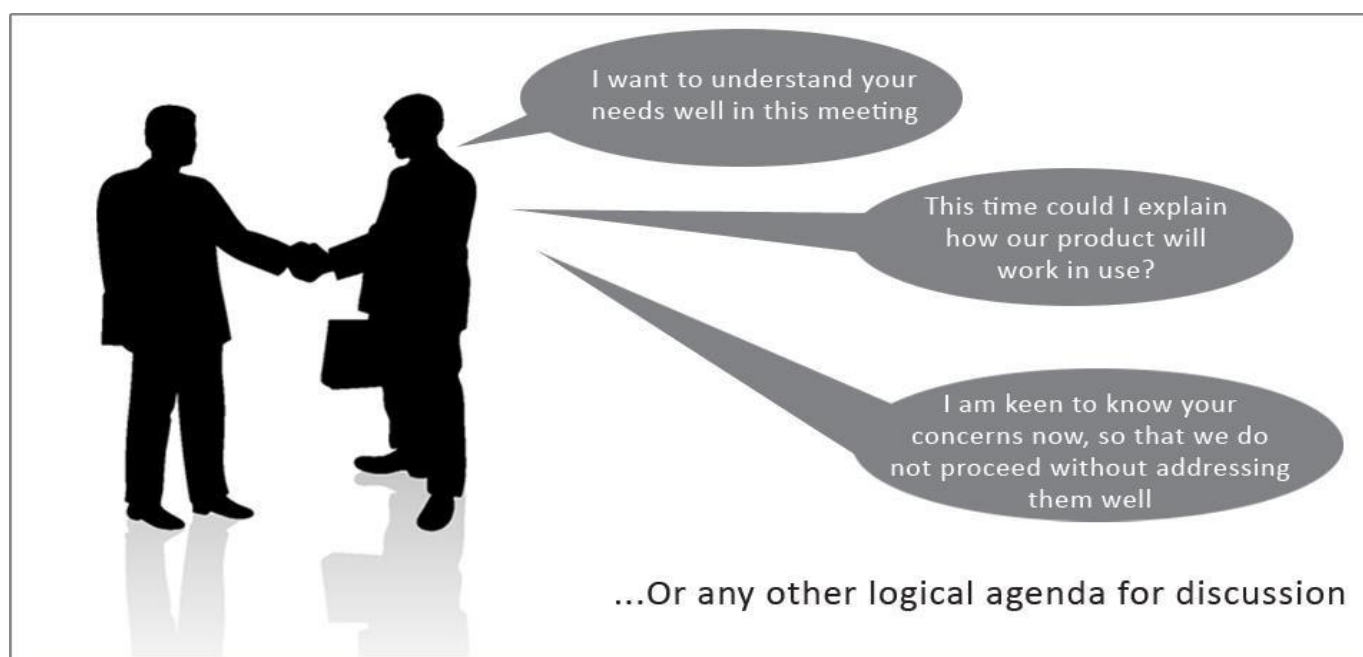 I want to understand your
needs well in this meeting
This time could I explain
how our product will
work in use?
I am keen to know your
concerns now, so that we do
not proceed without addressing
them well
...Or any other logical agenda for discussion